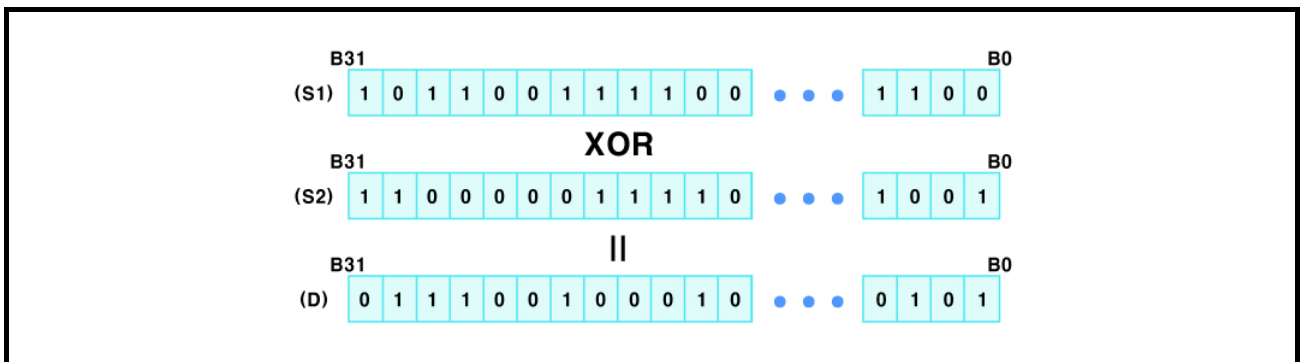 B31 B0
(S1) 1 0 1 1 0 0 1 1 1 1 0 0 ● ● ● 1 1 0 0
XOR
B31 B0
(S2) 1 1 0 0 0 0 0 1 1 1 1 0 ● ● ● 1 0 0 1
||
B31 B0
(D) 0 1 1 1 0 0 1 0 0 0 1 0 ● ● ● 0 1 0 1